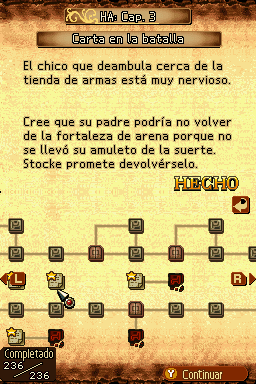 HA: Cap. 3
Carta en la batalla
El chico que deambula cerca de la
tienda de armas está muy nervioso.
Cree que su padre podría no volver
de la fortaleza de arena porque no
se llevó su amuleto de la suerte.
Stocke promete devolvérselo.
HECHO
L
R
Completado
236
/236
Y Continuar